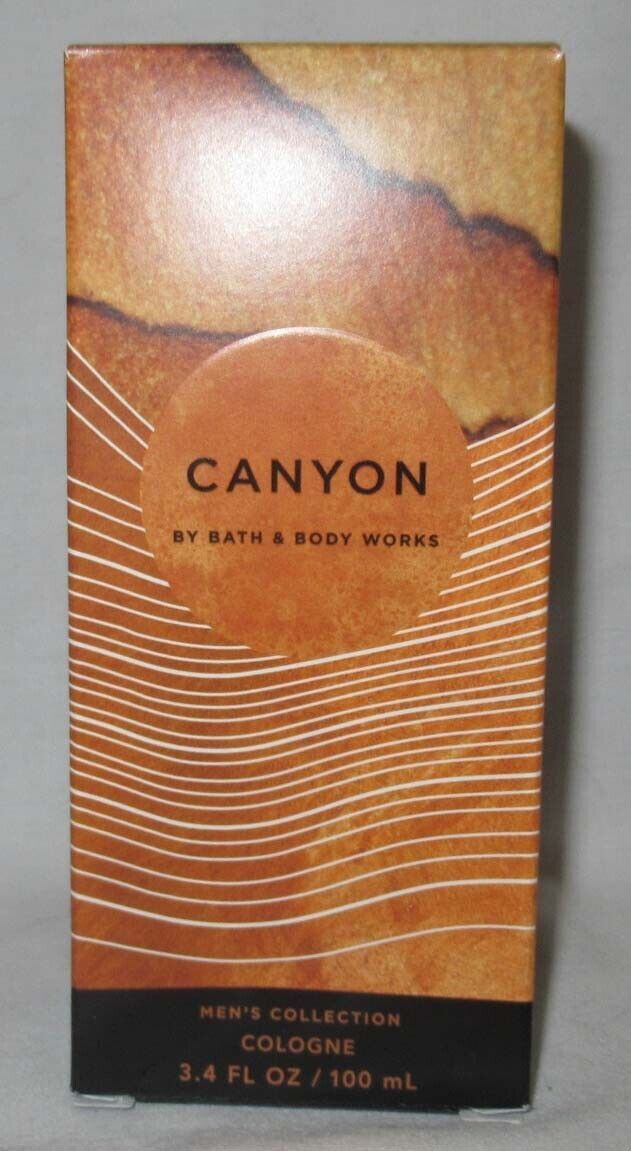 CANYON
BY BATH & BODY WORKS
MEN'S COLLECTION
COLOGNE
3.4 FL OZ / 100 mL